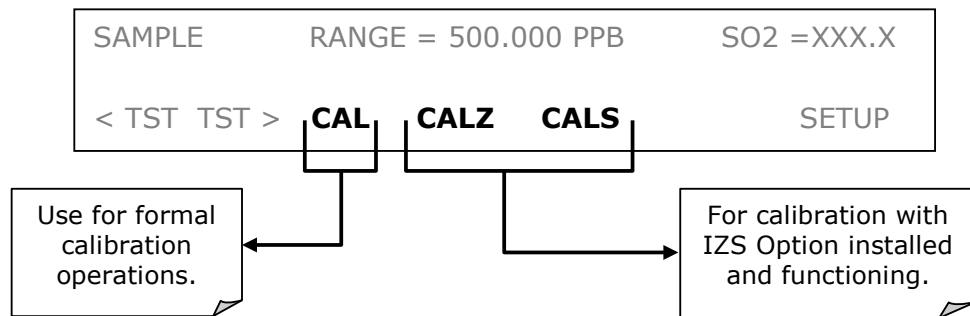 SAMPLE RANGE = 500.000 PPB SO2 =XXX.X
< TST TST > CAL CALZ CALS SETUP
Use for formal
calibration
operations.
For calibration with
IZS Option installed
and functioning.